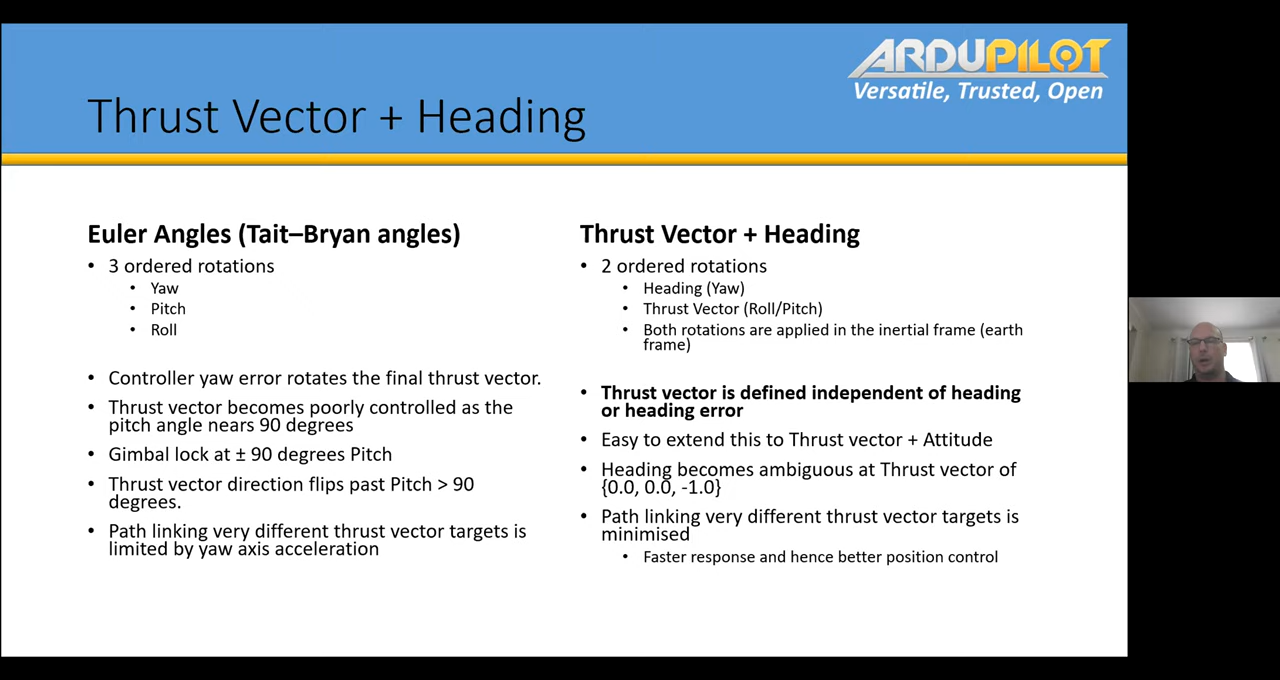 ARDUPILOT
Versatile, Trusted, Open
Thrust Vector + Heading
Euler Angles (Tait–Bryan angles)
• 3 ordered rotations
• Yaw
• Pitch
• Roll
• Controller yaw error rotates the final thrust vector.
• Thrust vector becomes poorly controlled as the
pitch angle nears 90 degrees
• Gimbal lock at ± 90 degrees Pitch
• Thrust vector direction flips past Pitch > 90
degrees.
• Path linking very different thrust vector targets is
limited by yaw axis acceleration
Thrust Vector + Heading
• 2 ordered rotations
• Heading (Yaw)
• Thrust Vector (Roll/Pitch)
• Both rotations are applied in the inertial frame (earth
frame)
• Thrust vector is defined independent of heading
or heading error
• Easy to extend this to Thrust vector + Attitude
• Heading becomes ambiguous at Thrust vector of
{0.0, 0.0, -1.0}
• Path linking very different thrust vector targets is
minimised
• Faster response and hence better position control